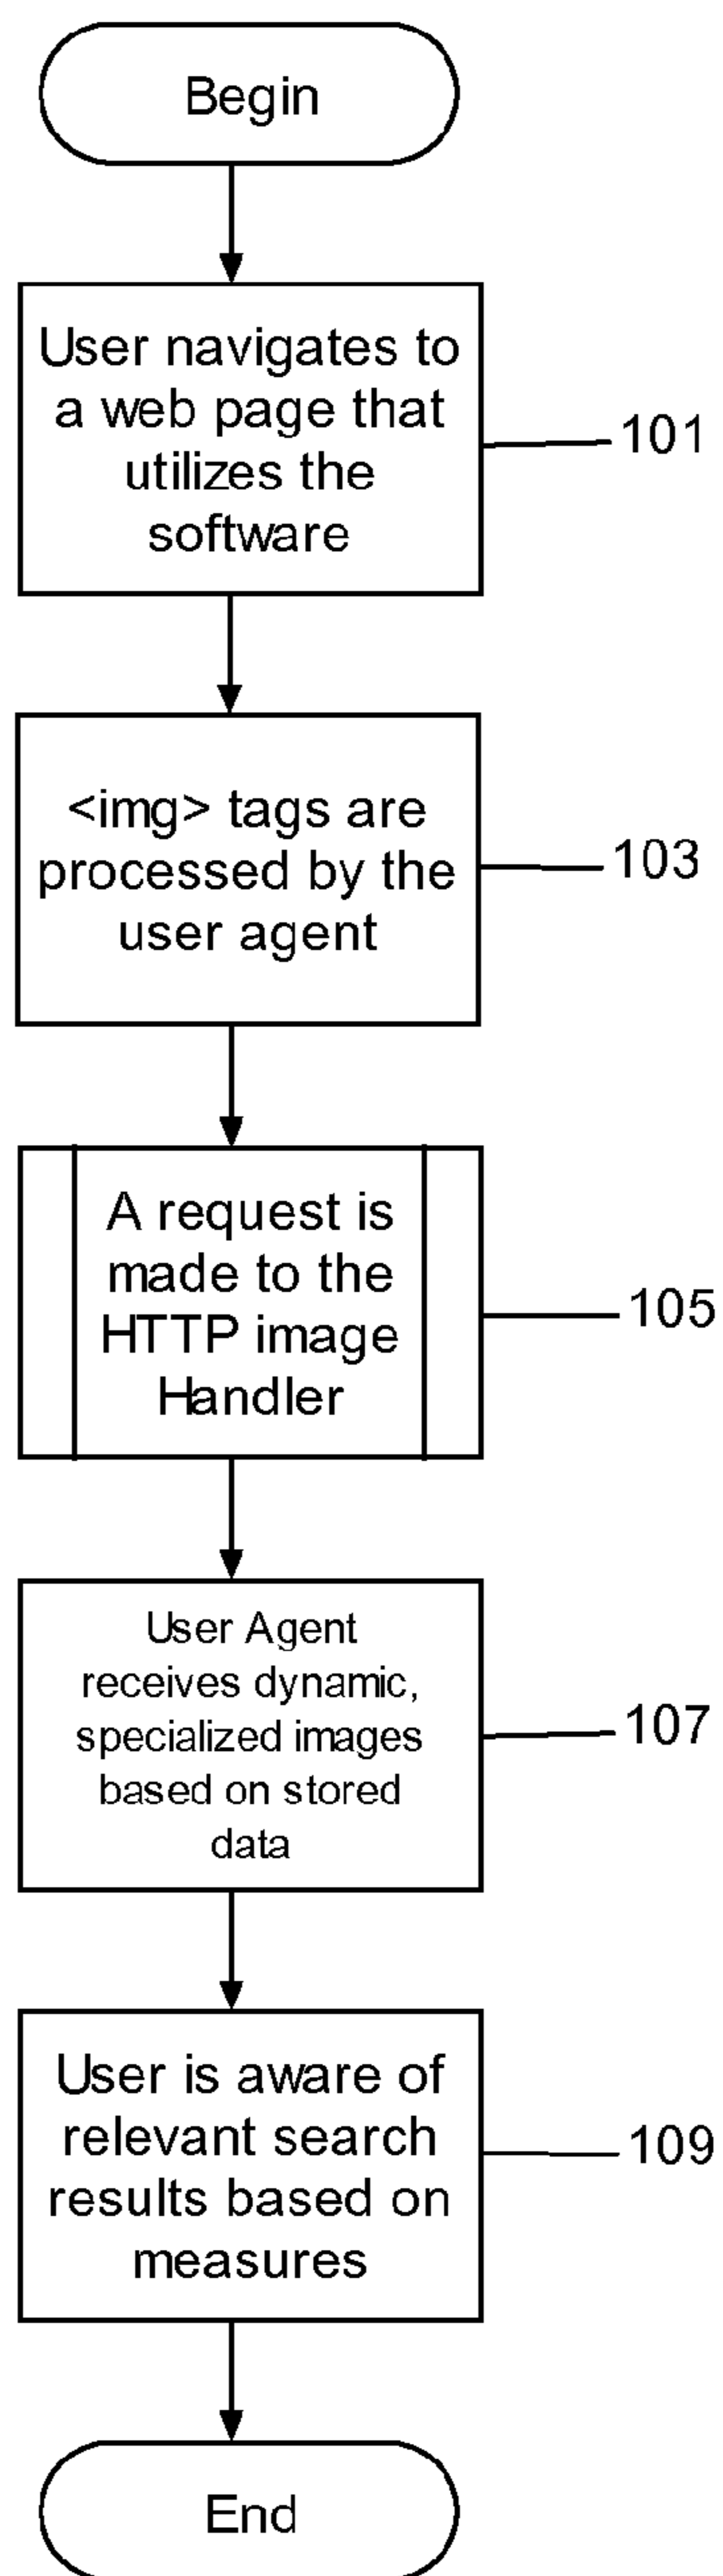 Begin
User navigates to
a web page that
utilizes the
software
101
<img> tags are
processed by the
user agent
103
A request is
made to the
HTTP image
Handler
105
User Agent
receives dynamic,
specialized images
based on stored
data
107
User is aware of
relevant search
results based on
measures
109
End